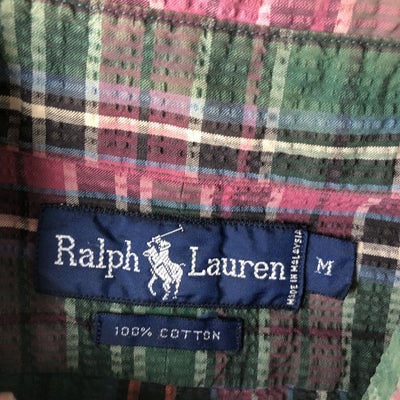 Ralph Lauren
MADE IN MALAYSIA
M
100% COTTON